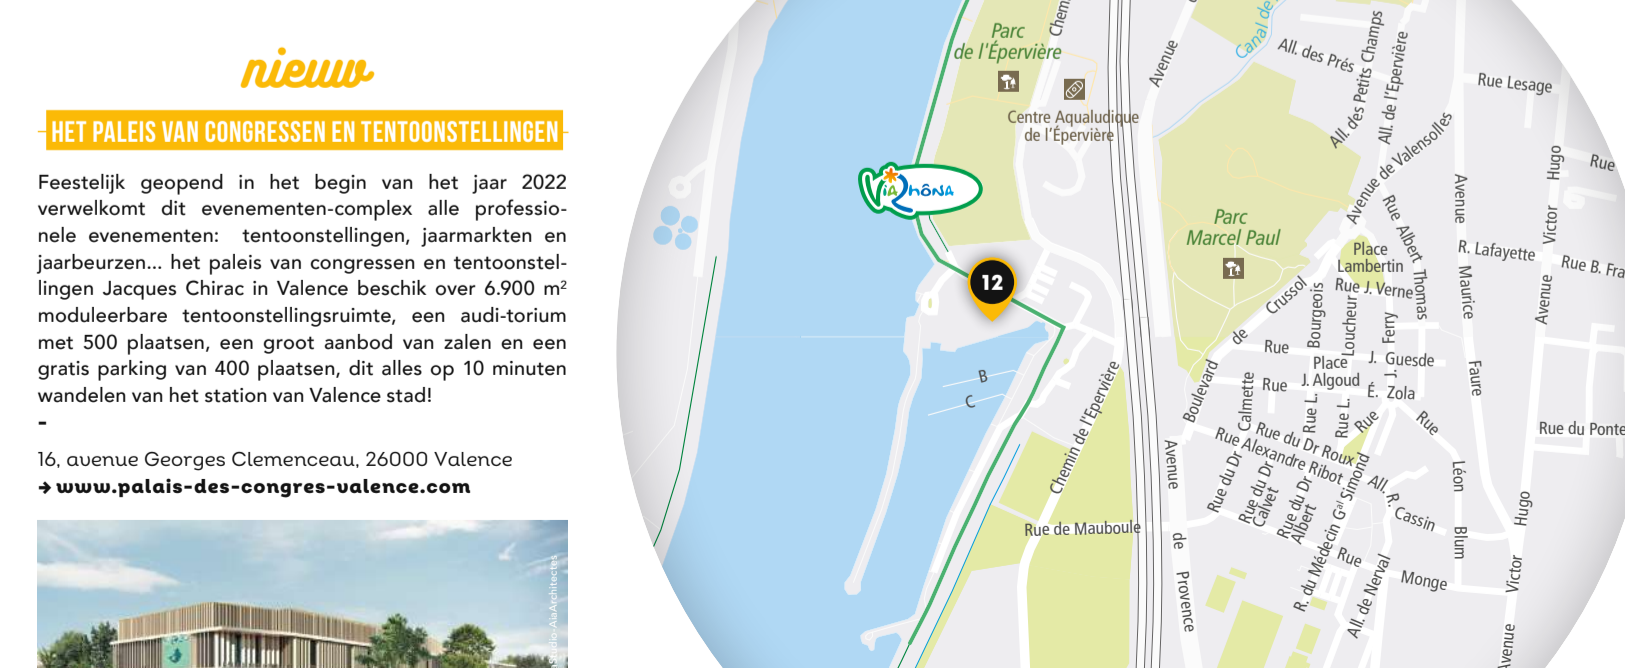 nieuw
HET PALEIS VAN CONGRESSEN EN TENTOONSTELLINGEN
Feestelijk geopend in het begin van het jaar 2022
verwelkomt dit evenementen-complex alle professio-
nele evenementen: tentoonstellingen, jaarmarkten en
jaarbeurzen... het paleis van congressen en tentoonstel-
lingen Jacques Chirac in Valence beschik over 6.900 m²
moduleerbare tentoonstellingsruimte, een audi-torium
met 500 plaatsen, een groot aanbod van zalen en een
gratis parking van 400 plaatsen, dit alles op 10 minuten
wandelen van het station van Valence stad!
-
16, avenue Georges Clemenceau, 26000 Valence
→ www.palais-des-congres-valence.com
Studio: AiaArchitectes
Parc
de l'Épervière
Chem
Centre Aqualudique
de l'Épervière
ViaRhôna
12
B
C
Chemin de l'Eperviére
Rue de Mauboule
Avenue
Canal de
Parc
Marcel Paul
All. des Prés
All. des Petits Champs
All. de l'Epervière
Rue Lesage
Avenue de Valensolles
Rue Albert Thomas
Place
Lambertin
Rue J. Verne
Avenue Maurice Faure
R. Lafayette
Rue B. Fra
Rue
Avenue Victor Hugo
Boulevard de Crussol
Rue Bourgeois
Loucheur
J. Ferry
Place
J. Algoud
J. Guesde
É. Zola
Rue
Calmette
Rue L.
Rue L.
Rue
Rue
Rue du Ponte
Rue du Dr Roux
Rue Alexandre Ribot
Rue du Dr
Rue du Dr
Calvet
Rue du Dr
Albert
R. du Médecin Gal Simond
All. R. Cassin
Léon Blum
Rue Monge
All. de Nerval
Avenue de Provence
Avenue Victor Hugo